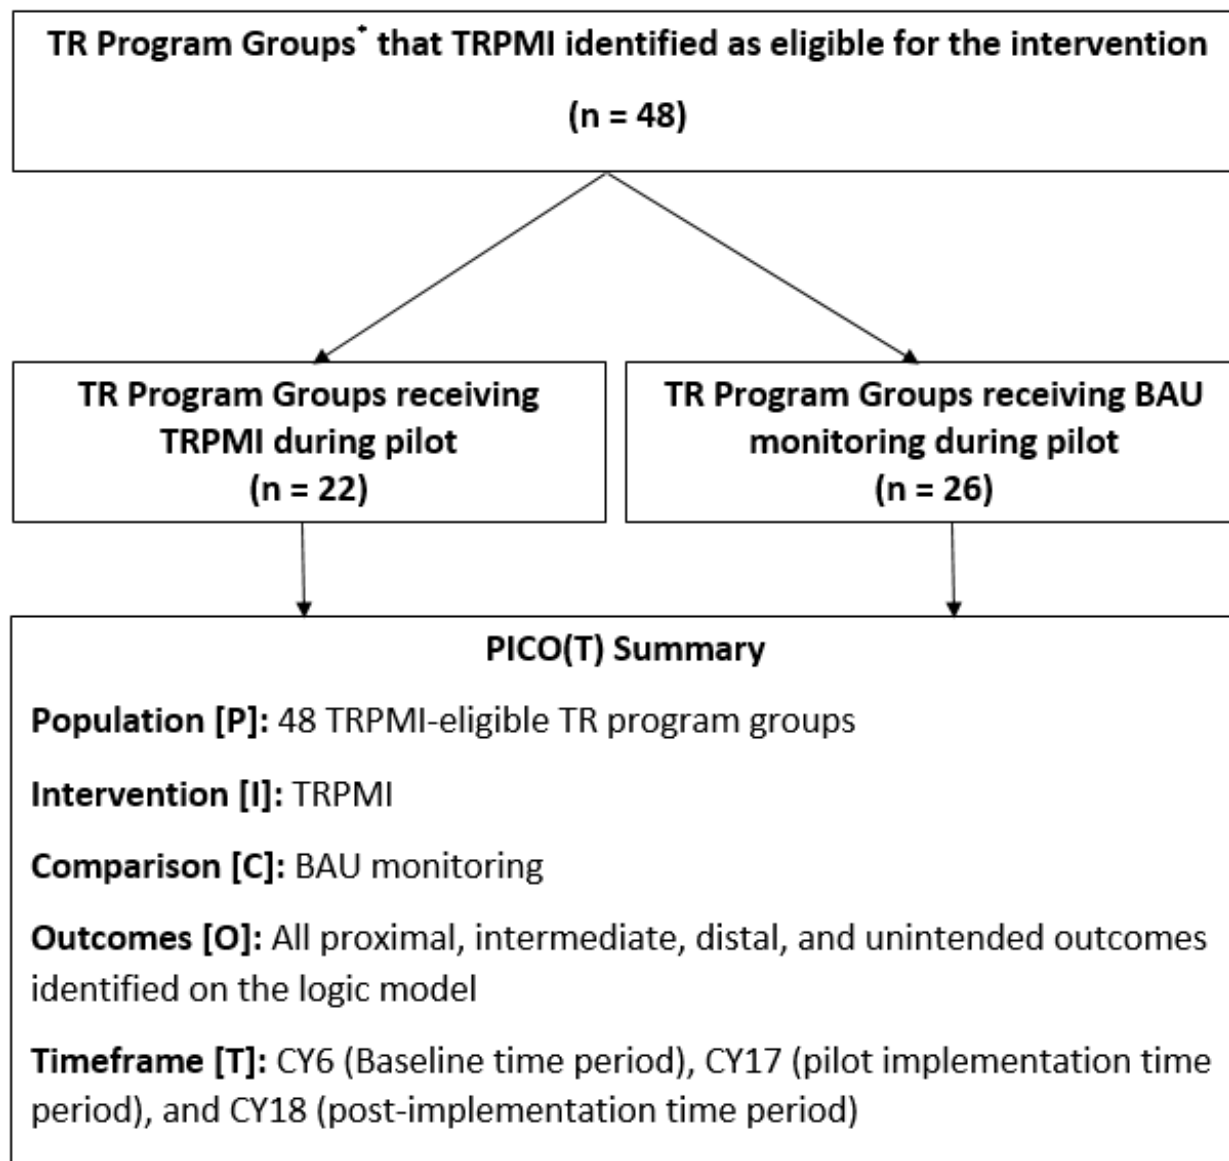 TR Program Groups* that TRPMI identified as eligible for the intervention
(n = 48)
TR Program Groups receiving
TRPMI during pilot
(n = 22)
TR Program Groups receiving BAU
monitoring during pilot
(n = 26)
PICO(T) Summary
Population [P]: 48 TRPMI-eligible TR program groups
Intervention [I]: TRPMI
Comparison [C]: BAU monitoring
Outcomes [O]: All proximal, intermediate, distal, and unintended outcomes
identified on the logic model
Timeframe [T]: CY6 (Baseline time period), CY17 (pilot implementation time
period), and CY18 (post-implementation time period)